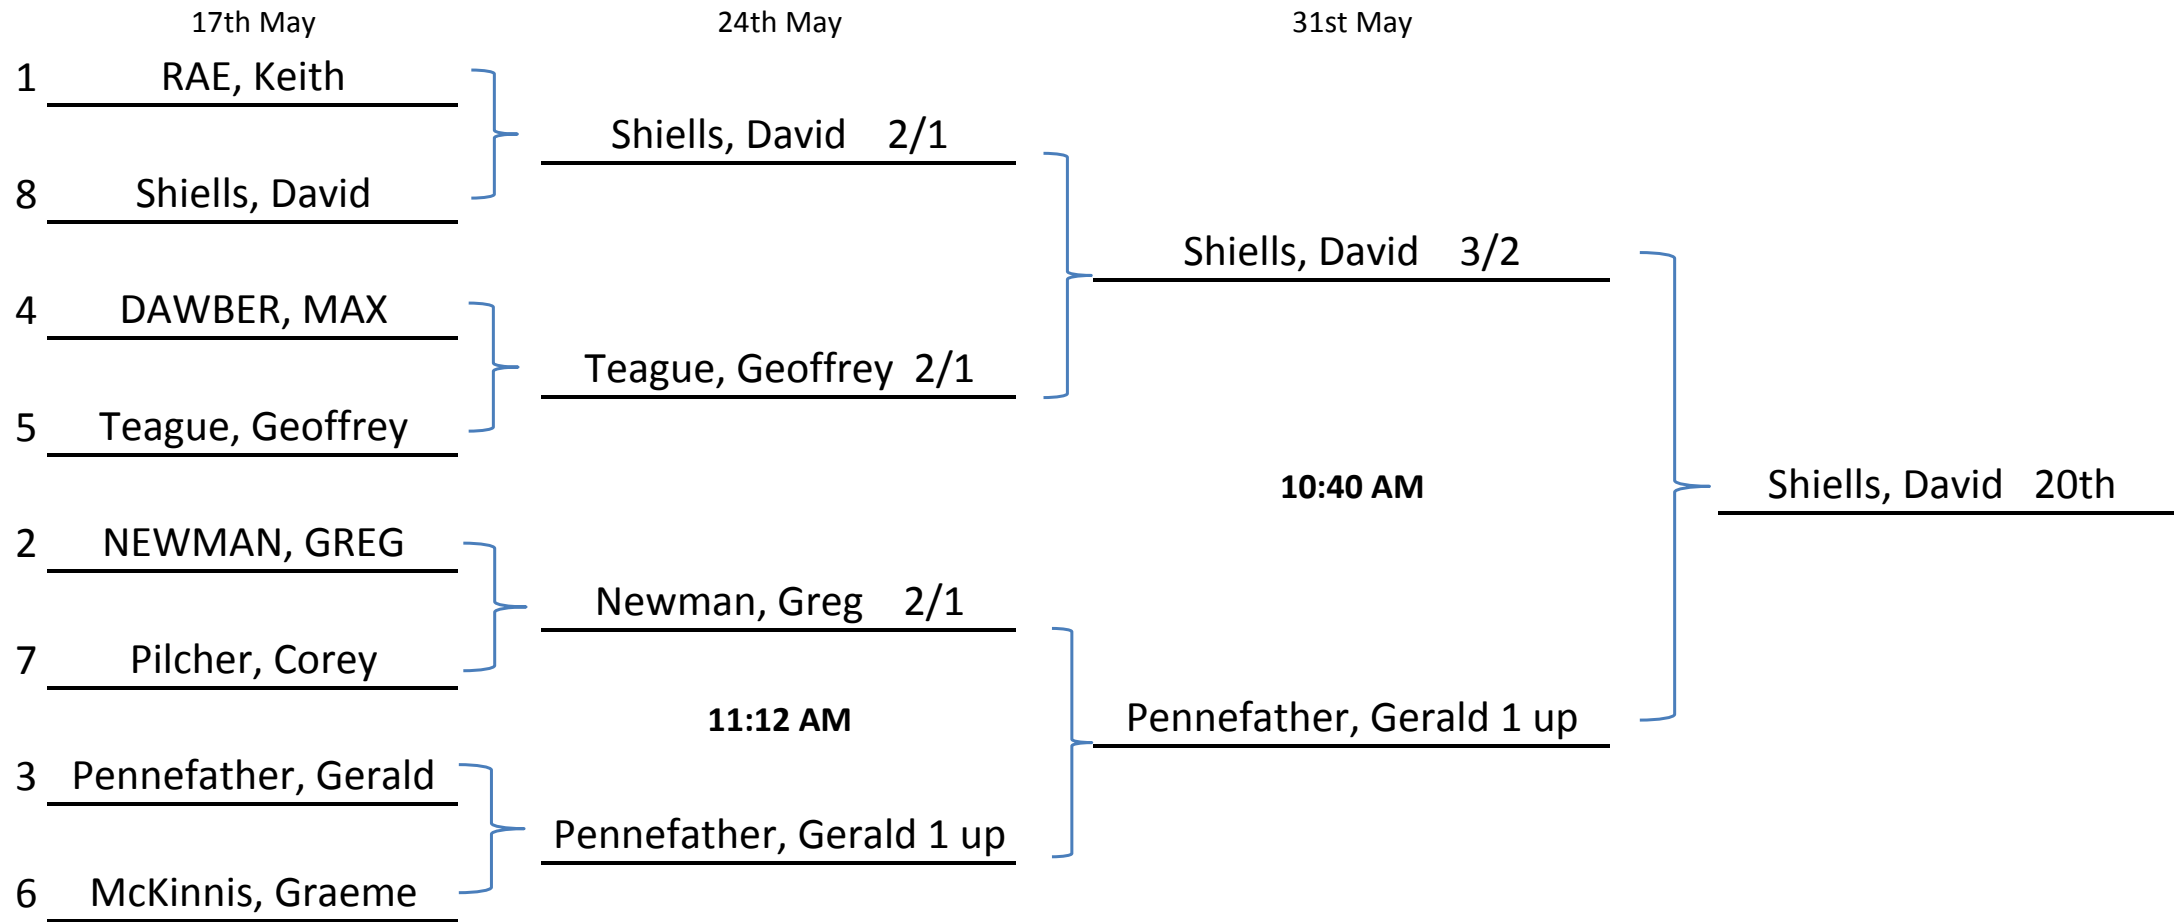 17th May 24th May 31st May
1 RAE, Keith
Shiells, David 2/1
8 Shiells, David
Shiells, David 3/2
4 DAWBER, MAX
Teague, Geoffrey 2/1
5 Teague, Geoffrey
10:40 AM
Shiells, David 20th
2 NEWMAN, GREG
Newman, Greg 2/1
7 Pilcher, Corey
11:12 AM
Pennefather, Gerald 1 up
3 Pennefather, Gerald
Pennefather, Gerald 1 up
6 McKinnis, Graeme